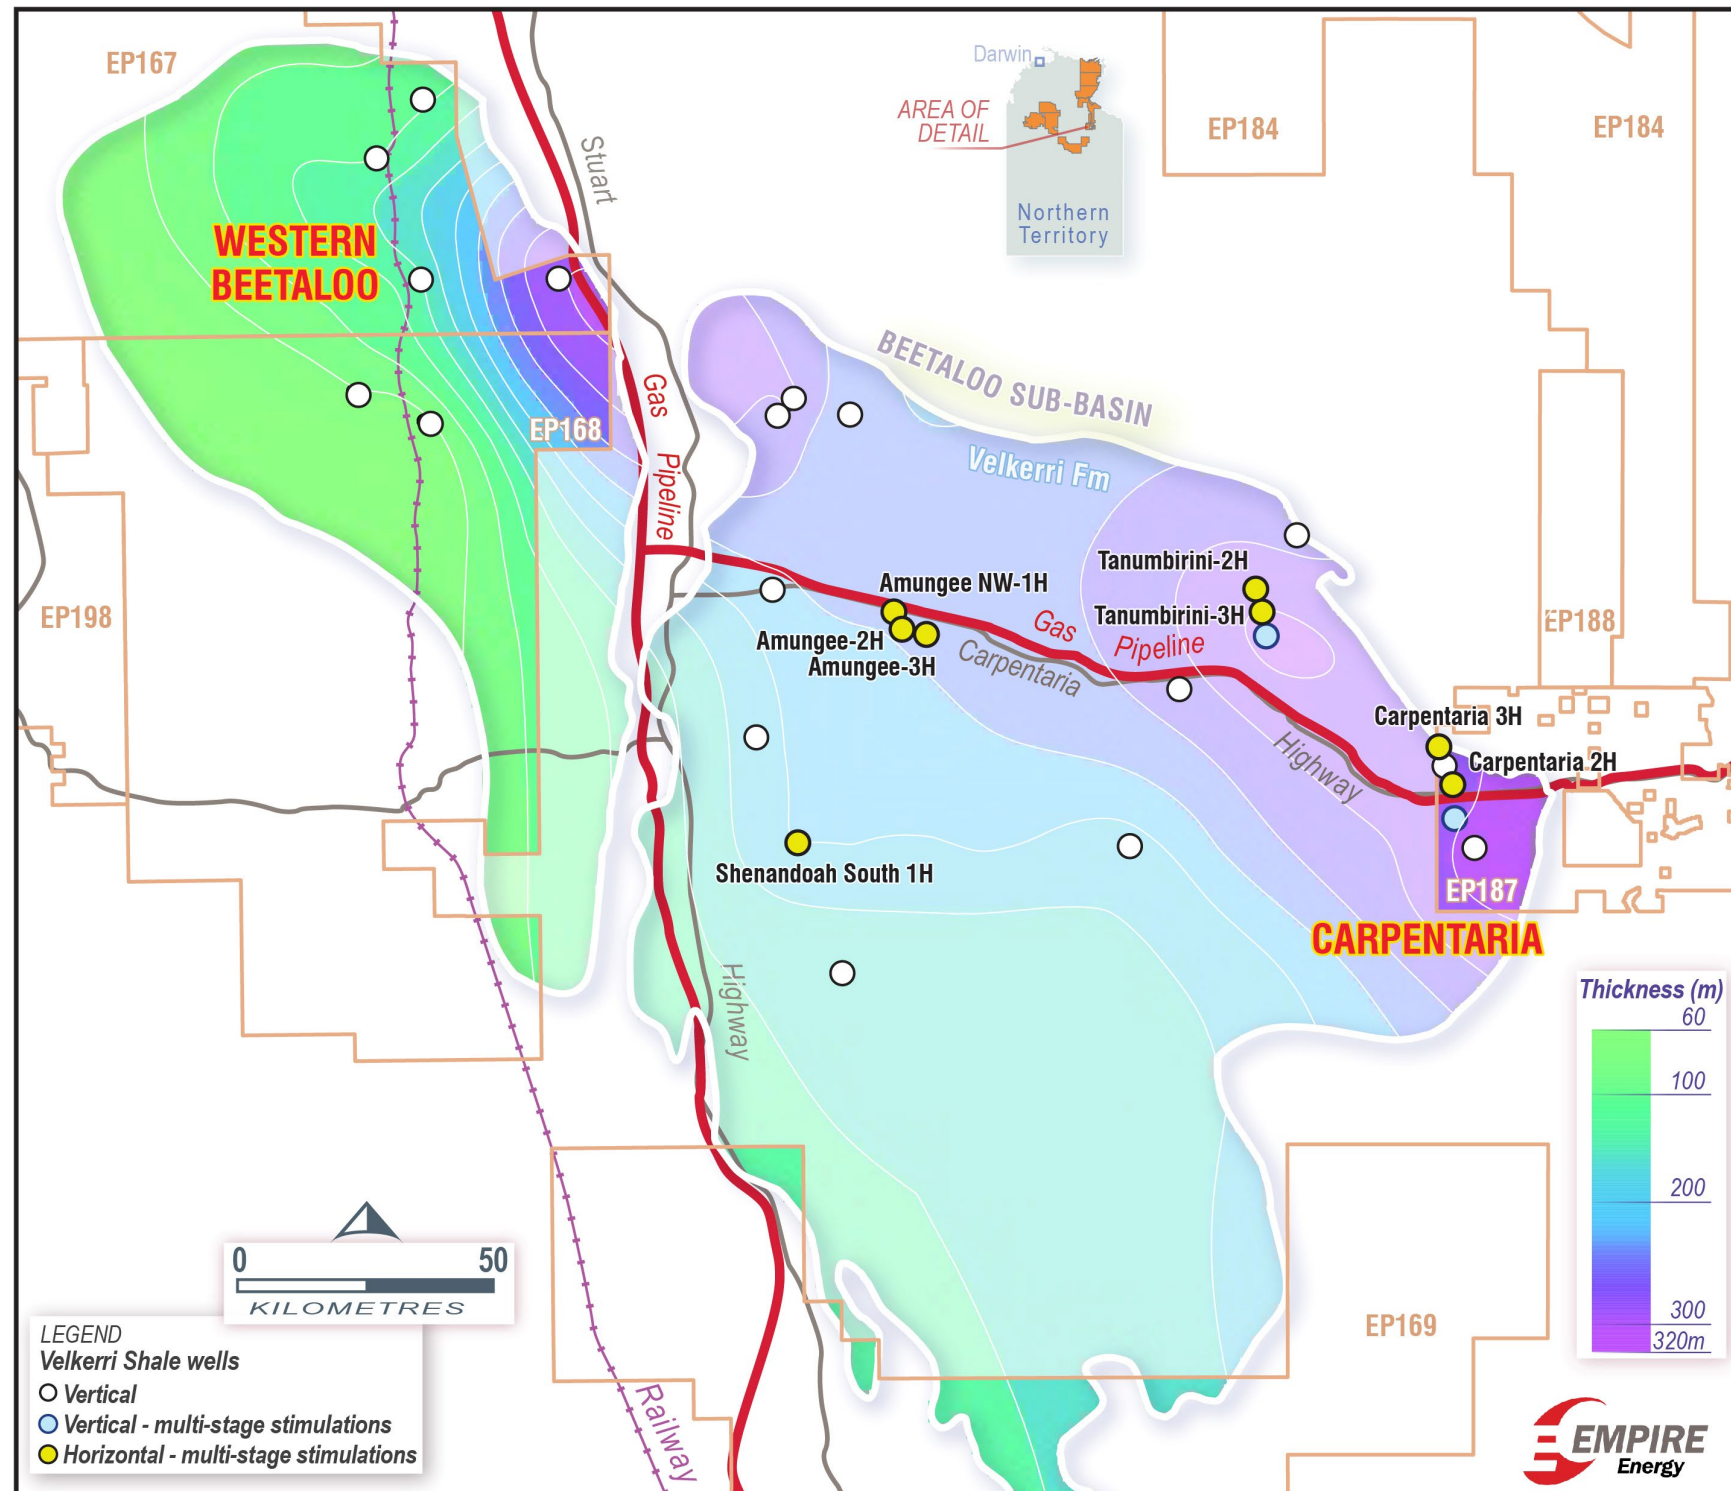 EP167
Darwin
AREA OF
DETAIL
EP184
EP184
Stuart
Northern
Territory
WESTERN
BEETALOO
BEETALOO SUB-BASIN
Gas
Pipeline
EP168
Velkerri Fm
Tanumbirini-2H
Amungee NW-1H
Tanumbirini-3H
EP198
EP188
Gas
Pipeline
Amungee-2H
Amungee-3H
Carpentaria
Highway
Carpentaria 3H
Carpentaria 2H
Shenandoah South 1H
EP187
CARPENTARIA
Highway
Thickness (m)
60
100
200
300
320m
0
50
KILOMETRES
EP169
LEGEND
Velkerri Shale wells
Vertical
Vertical - multi-stage stimulations
Horizontal - multi-stage stimulations
Railway
EMPIRE
Energy